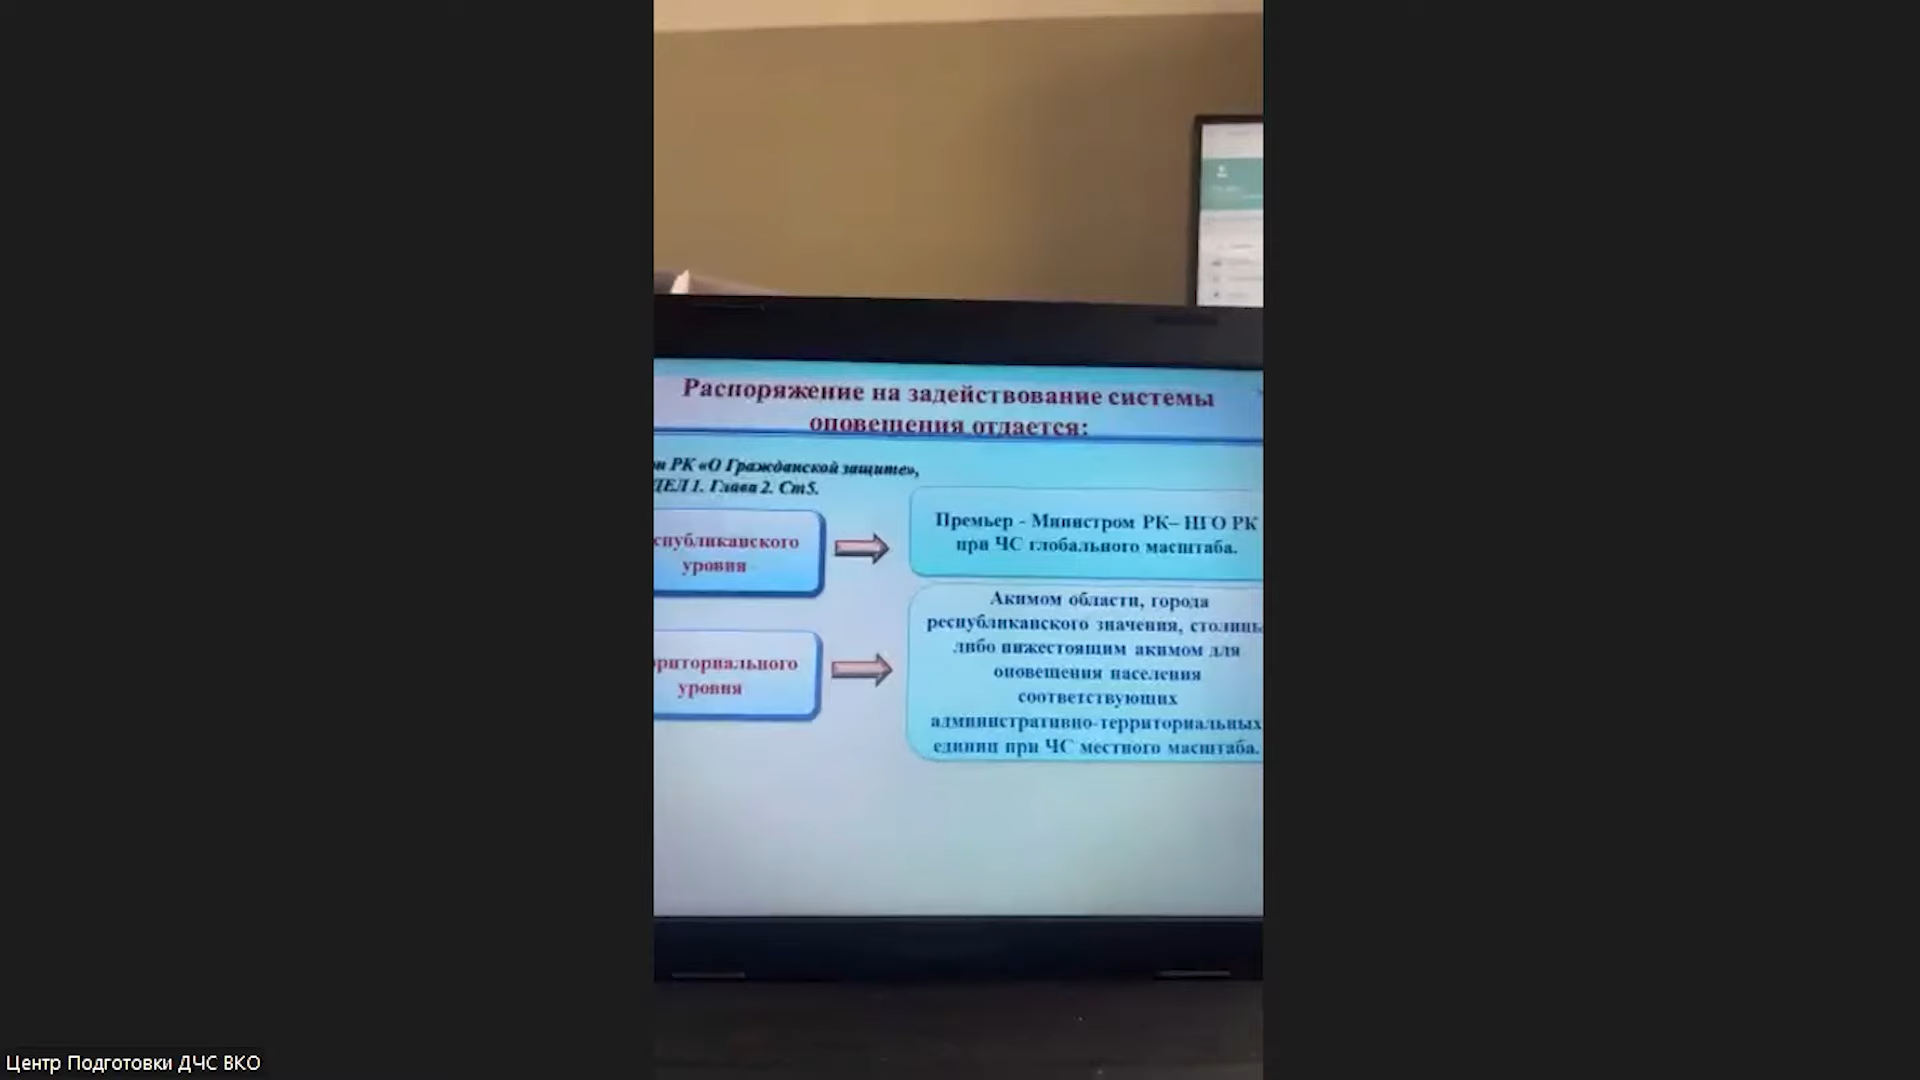 Распоряжение на задействование системы
оповещения отдается:
РК «О Гражданской защите»,
ДЕЛ 1. Глава 2. Ст5.
спубликанского
уровня
Премьер - Министром РК– НГО РК
при ЧС глобального масштаба.
риториального
уровня
Акимом области, города
республиканского значения, столицы
либо нижестоящим акимом для
оповещения населения
соответствующих
административно-территориальных
единиц при ЧС местного масштаба.
Центр Подготовки ДЧС ВКО